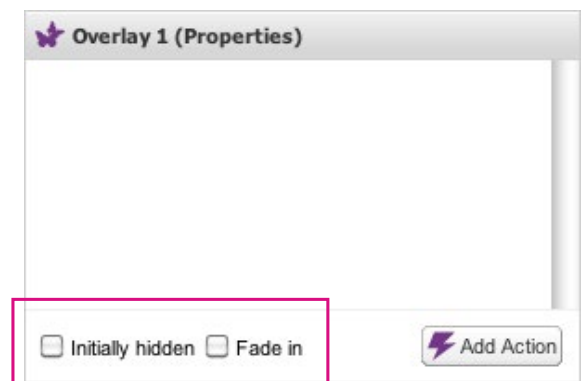 Overlay 1 (Properties)
Initially hidden Fade in Add Action